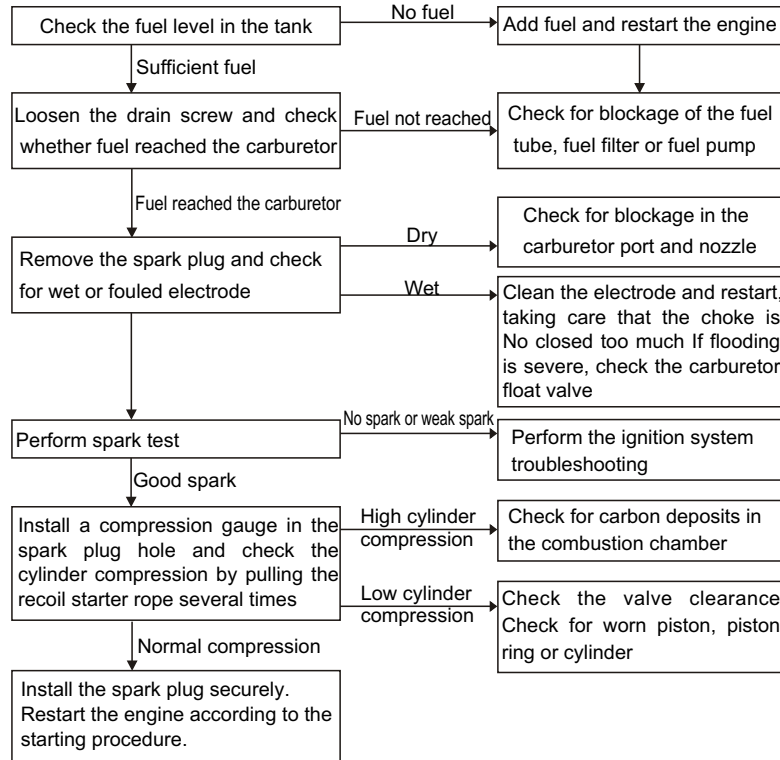 Check the fuel level in the tank
No fuel
Add fuel and restart the engine
Sufficient fuel
Loosen the drain screw and check
whether fuel reached the carburetor
Fuel not reached
Check for blockage of the fuel
tube, fuel filter or fuel pump
Fuel reached the carburetor
Remove the spark plug and check
for wet or fouled electrode
Dry
Check for blockage in the
carburetor port and nozzle
Wet
Clean the electrode and restart,
taking care that the choke is
No closed too much If flooding
is severe, check the carburetor
float valve
Perform spark test
No spark or weak spark
Perform the ignition system
troubleshooting
Good spark
Install a compression gauge in the
spark plug hole and check the
cylinder compression by pulling the
recoil starter rope several times
High cylinder
compression
Check for carbon deposits in
the combustion chamber
Low cylinder
compression
Check the valve clearance
Check for worn piston, piston
ring or cylinder
Normal compression
Install the spark plug securely.
Restart the engine according to the
starting procedure.